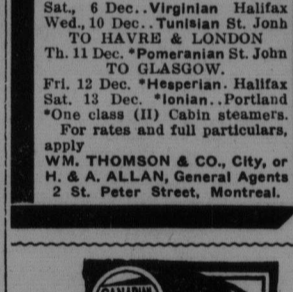 Sat., 6 Dec..Virginian Halifax
Wed., 10 Dec..Tunisian St. Jonh
TO HAVRE & LONDON
Th. 11 Dec. *Pomeranian St. John
TO GLASGOW.
Fri. 12 Dec. *Hesperian. Halifax
Sat. 13 Dec. *Ionian..Portland
*One class (II) Cabin steamers.
For rates and full particulars,
apply
WM. THOMSON & CO., City, or
H. & A. ALLAN, General Agents
2 St. Peter Street, Montreal.
CANADIAN